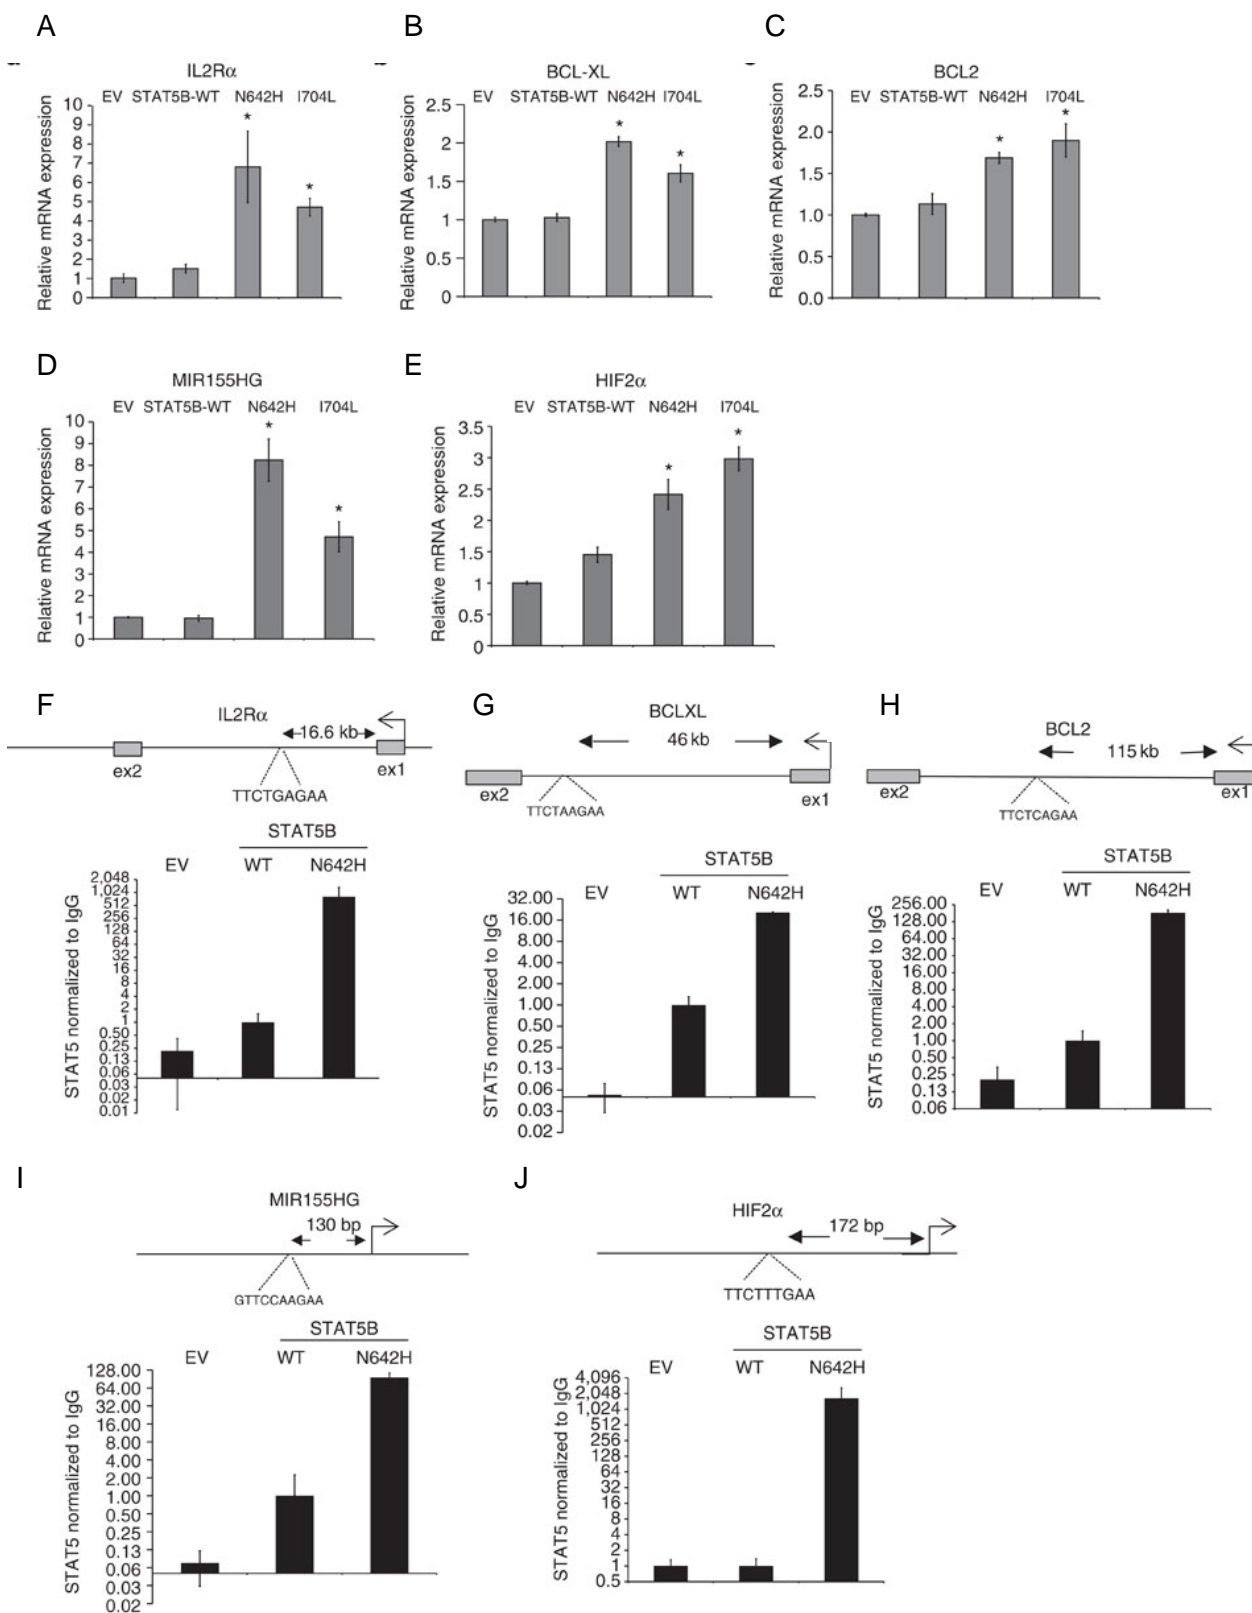 A
B
C
IL2Rα
BCL-XL
BCL2
EV STAT5B-WT N642H I704L
EV STAT5B-WT N642H I704L
EV STAT5B-WT N642H I704L
Relative mRNA expression
10
9
8
7
6
5
4
3
2
1
0
* *
Relative mRNA expression
2.5
2
1.5
1
0.5
0
* *
Relative mRNA expression
2.5
2.0
1.5
1.0
0.5
0.0
* *
D
E
MIR155HG
HIF2α
EV STAT5B-WT N642H I704L
EV STAT5B-WT N642H I704L
Relative mRNA expression
10
9
8
7
6
5
4
3
2
1
0
* *
Relative mRNA expression
3.5
3
2.5
2
1.5
1
0.5
0
* *
F
IL2Rα
16.6 kb
ex2
ex1
TTCTGAGAA
STAT5B
EV WT N642H
STAT5 normalized to IgG
2,048
1,024
512
256
128
64
32
16
8
4
2
1
0.50
0.25
0.13
0.06
0.03
0.02
0.01
G
BCLXL
46 kb
ex2
ex1
TTCTAAGAA
STAT5B
EV WT N642H
STAT5 normalized to IgG
32.00
16.00
8.00
4.00
2.00
1.00
0.50
0.25
0.13
0.06
0.03
0.02
H
BCL2
115 kb
ex2
ex1
TTCTCAGAA
STAT5B
EV WT N642H
STAT5 normalized to IgG
256.00
128.00
64.00
32.00
16.00
8.00
4.00
2.00
1.00
0.50
0.25
0.13
0.06
I
MIR155HG
130 bp
GTTCCAAGAA
STAT5B
EV WT N642H
STAT5 normalized to IgG
128.00
64.00
32.00
16.00
8.00
4.00
2.00
1.00
0.50
0.25
0.13
0.06
0.03
0.02
J
HIF2α
172 bp
TTCTTTGAA
STAT5B
EV WT N642H
STAT5 normalized to IgG
4,096
2,048
1,024
512
256
128
64
32
16
8
4
2
1
0.5